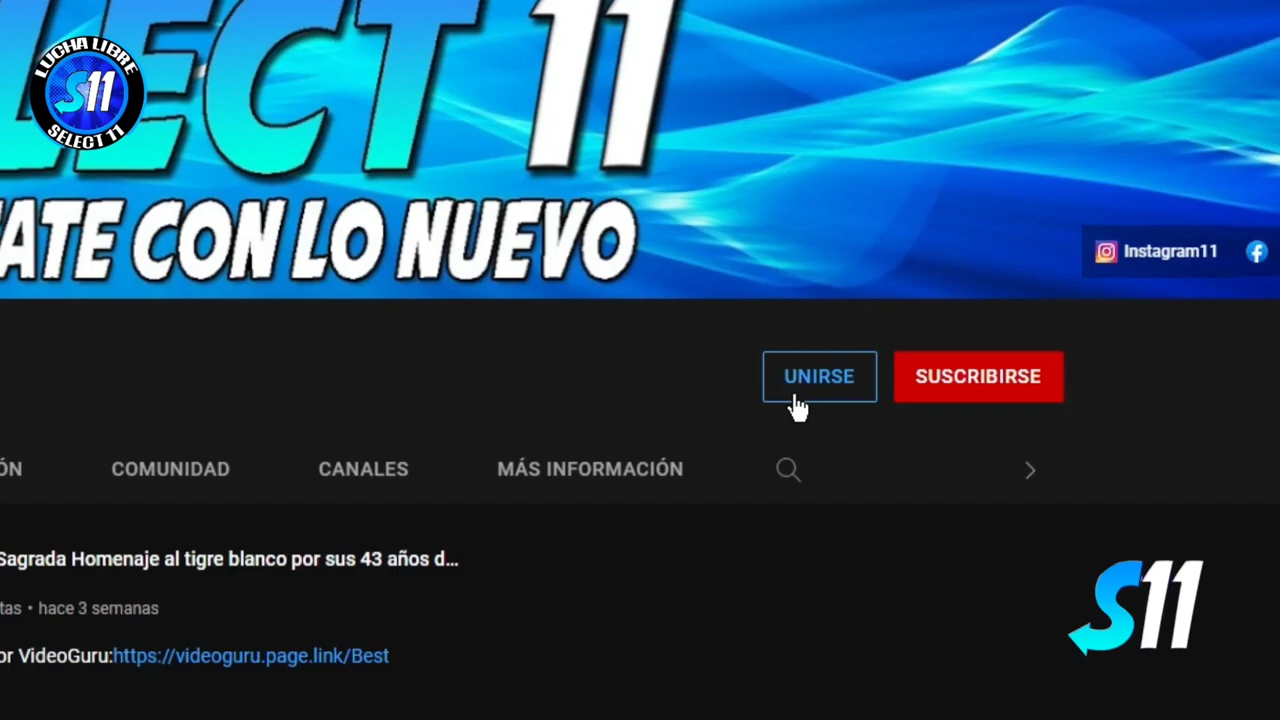 LECT 11
LUCHA LIBRE
S11
SELECT 11
ATE CON LO NUEVO
Instagram11
UNIRSE
SUSCRIBIRSE
ÓN
COMUNIDAD
CANALES
MÁS INFORMACIÓN
Sagrada Homenaje al tigre blanco por sus 43 años d...
tas • hace 3 semanas
or VideoGuru:https://videoguru.page.link/Best
S11